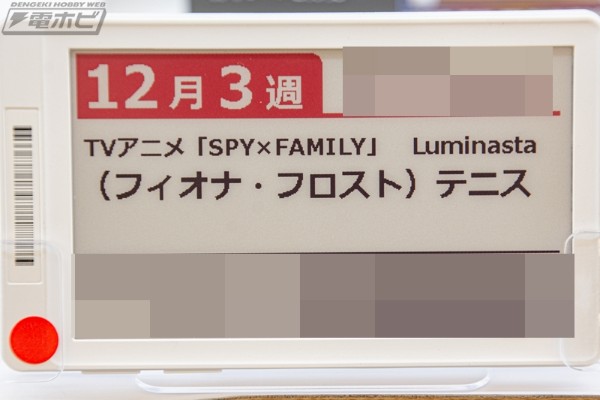 DENGEKI HOBBY WEB
電ホビ
12月3週
TVアニメ「SPY×FAMILY」 Luminasta
（フィオナ・フロスト）テニス